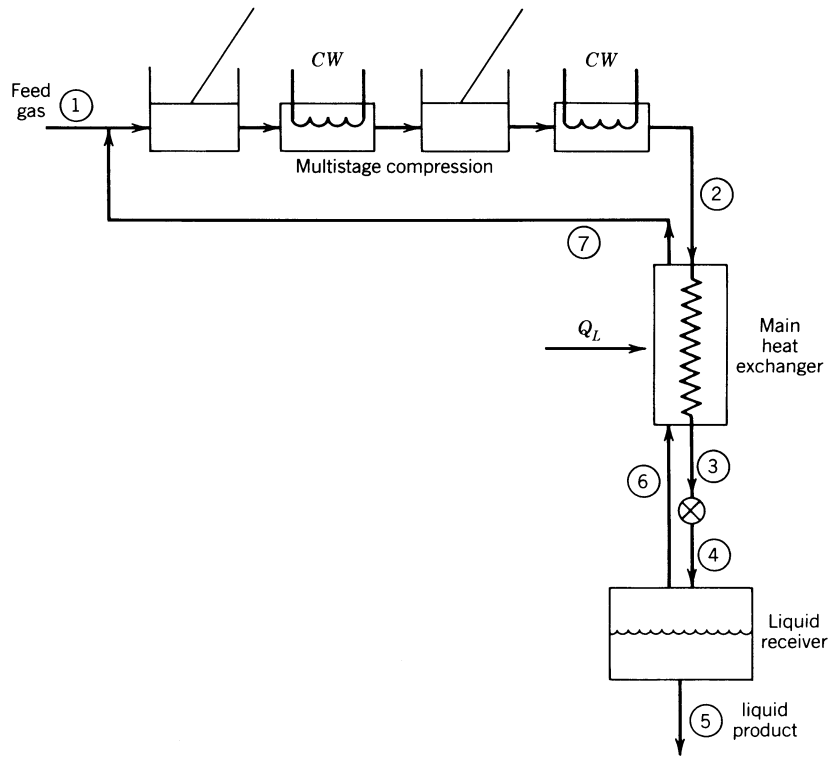 CW
CW
Feed
gas
1
Multistage compression
2
7
Q_L
Main
heat
exchanger
3
6
4
Liquid
receiver
5
liquid
product